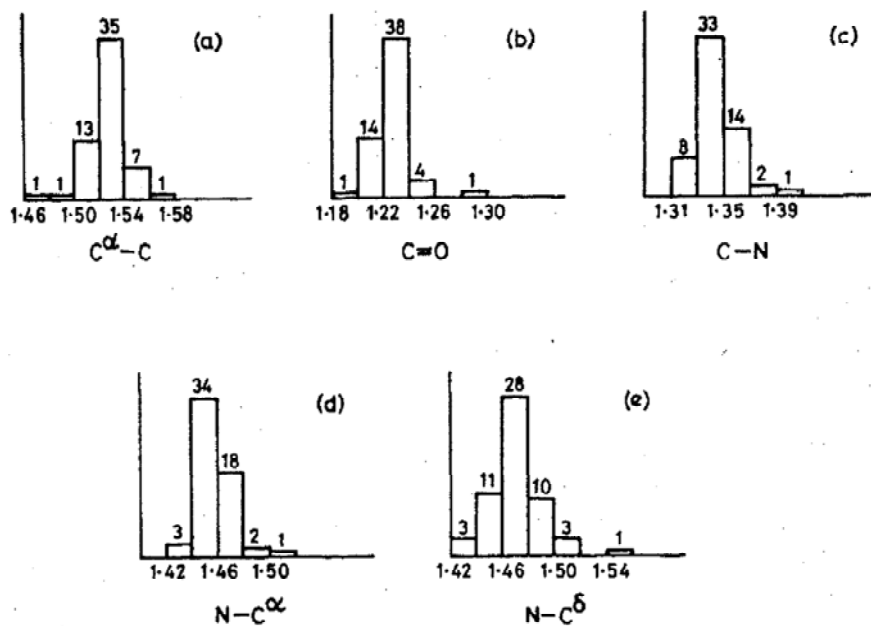 35
(a)
13
7
1 1 1
1·46 1·50 1·54 1·58
Cα—C
38
(b)
14
4
1 1
1·18 1·22 1·26 1·30
C=O
33
(c)
14
8
2
1
1·31 1·35 1·39
C—N
34
(d)
18
3
2
1
1·42 1·46 1·50
N—Cα
28
(e)
11
10
3 3
1
1·42 1·46 1·50 1·54
N—Cδ